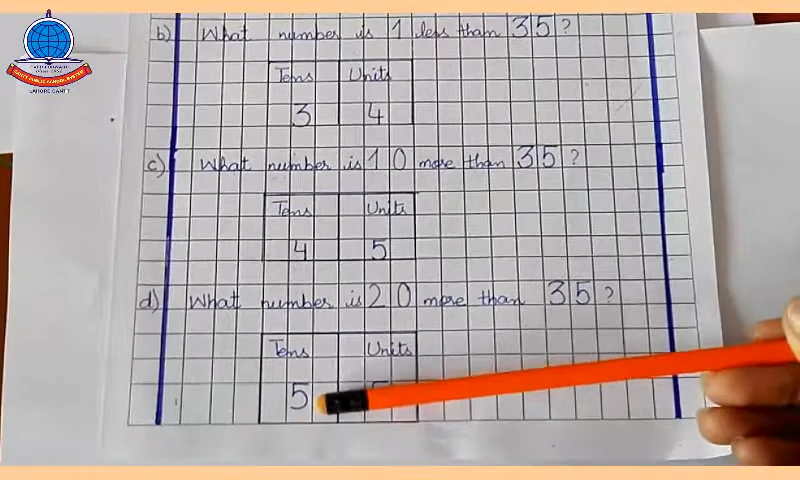 b) What number is 1 less than 35?
Tens Units
3 4
c) What number is 10 more than 35?
Tens Units
4 5
d) What number is 20 more than 35?
Tens Units
5
LAHORE CANTT